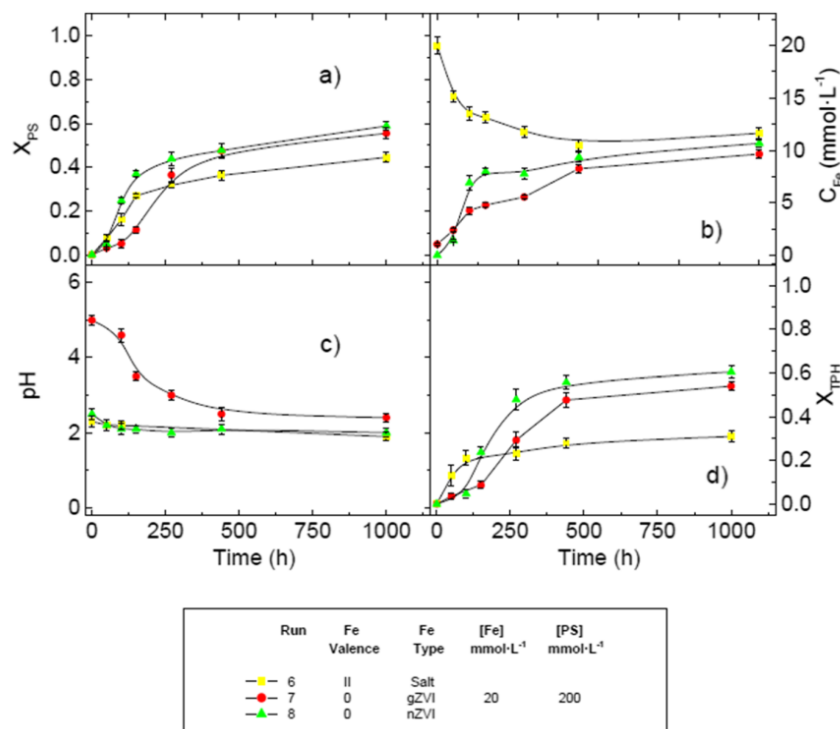 1.0
0.8
0.6
0.4
0.2
0.0
X_PS
a)
20
15
10
5
0
C_Fe (mmol·L⁻¹)
b)
6
4
2
0
pH
c)
1.0
0.8
0.6
0.4
0.2
0.0
X_TPH
d)
0 250 500 750 1000
Time (h)
0 250 500 750 1000
Time (h)
Run Fe Fe [Fe] [PS]
Valence Type mmol·L⁻¹ mmol·L⁻¹
6 II Salt
7 0 gZVI 20 200
8 0 nZVI